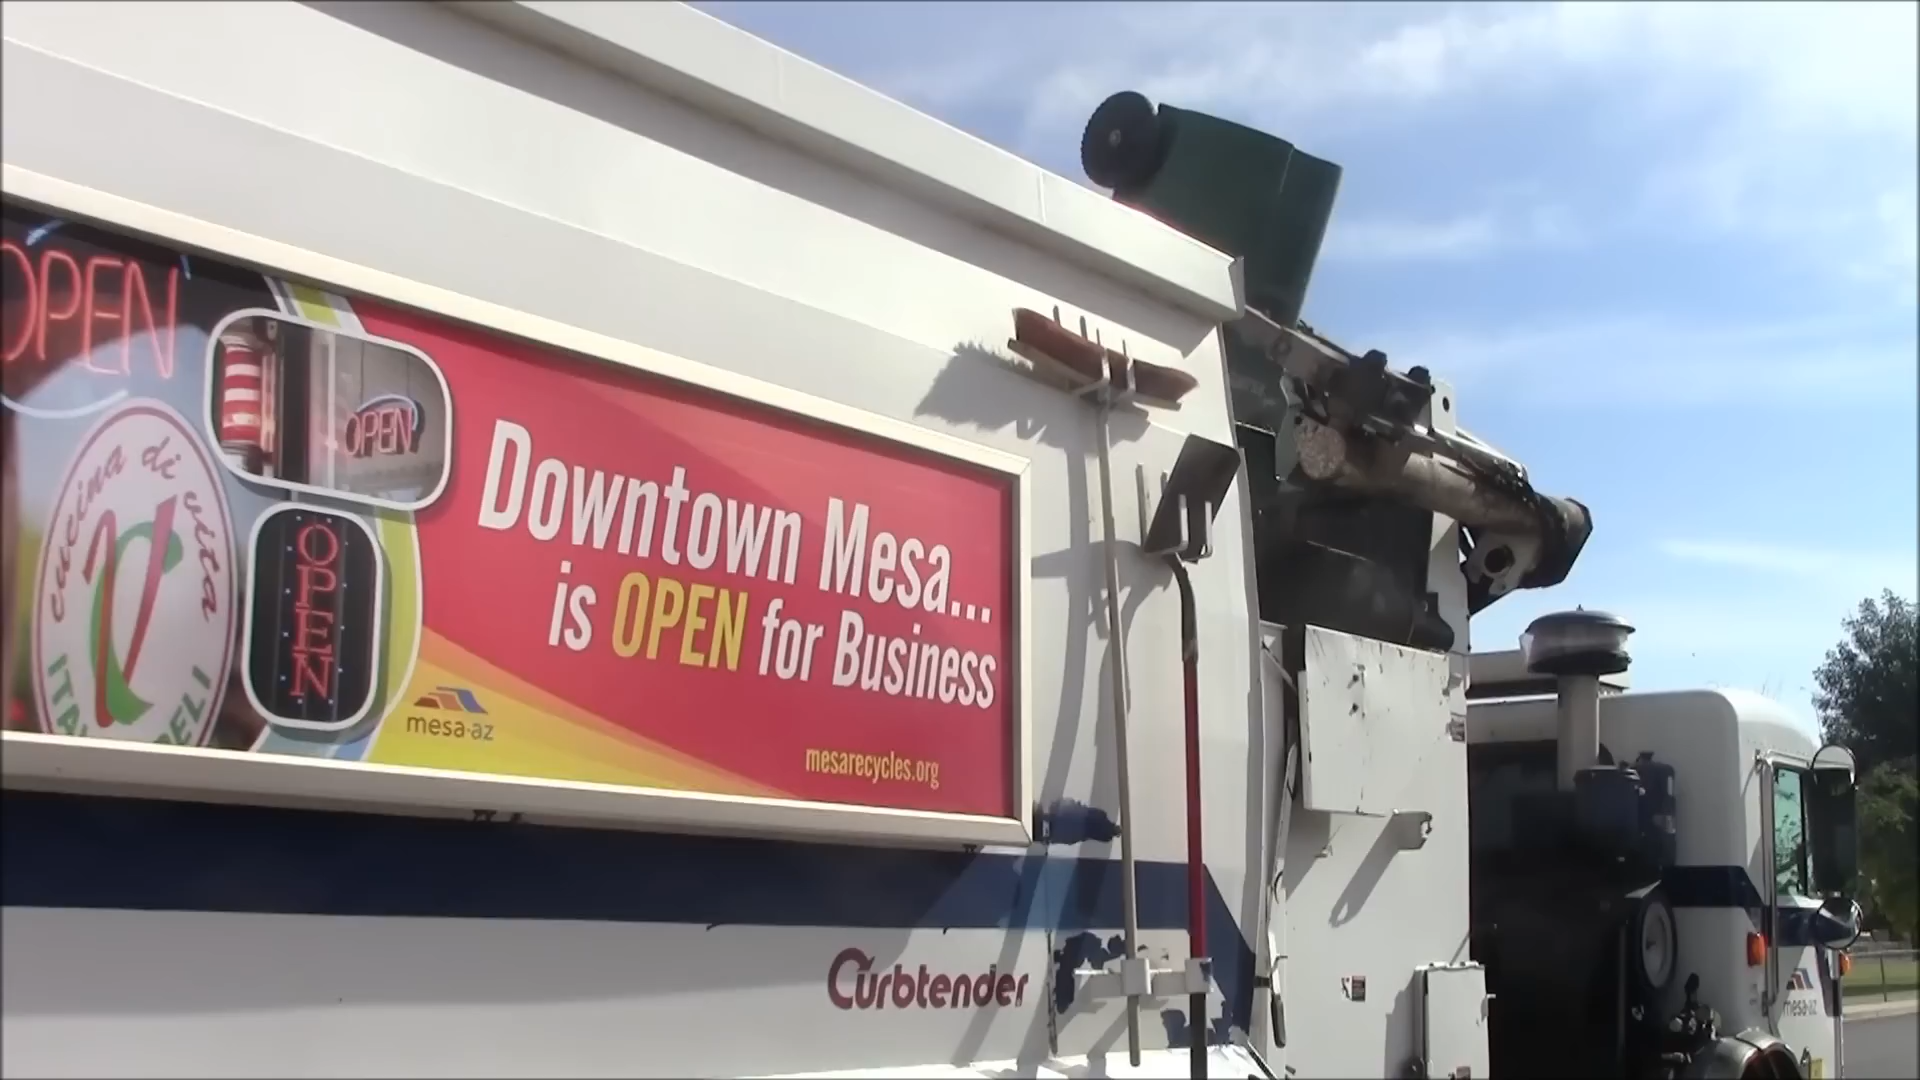 OPEN
OPEN
cucina di vita
OPEN
Downtown Mesa...
is OPEN for Business
mesa·az
mesarecycles.org
Curbtender
mesa·az